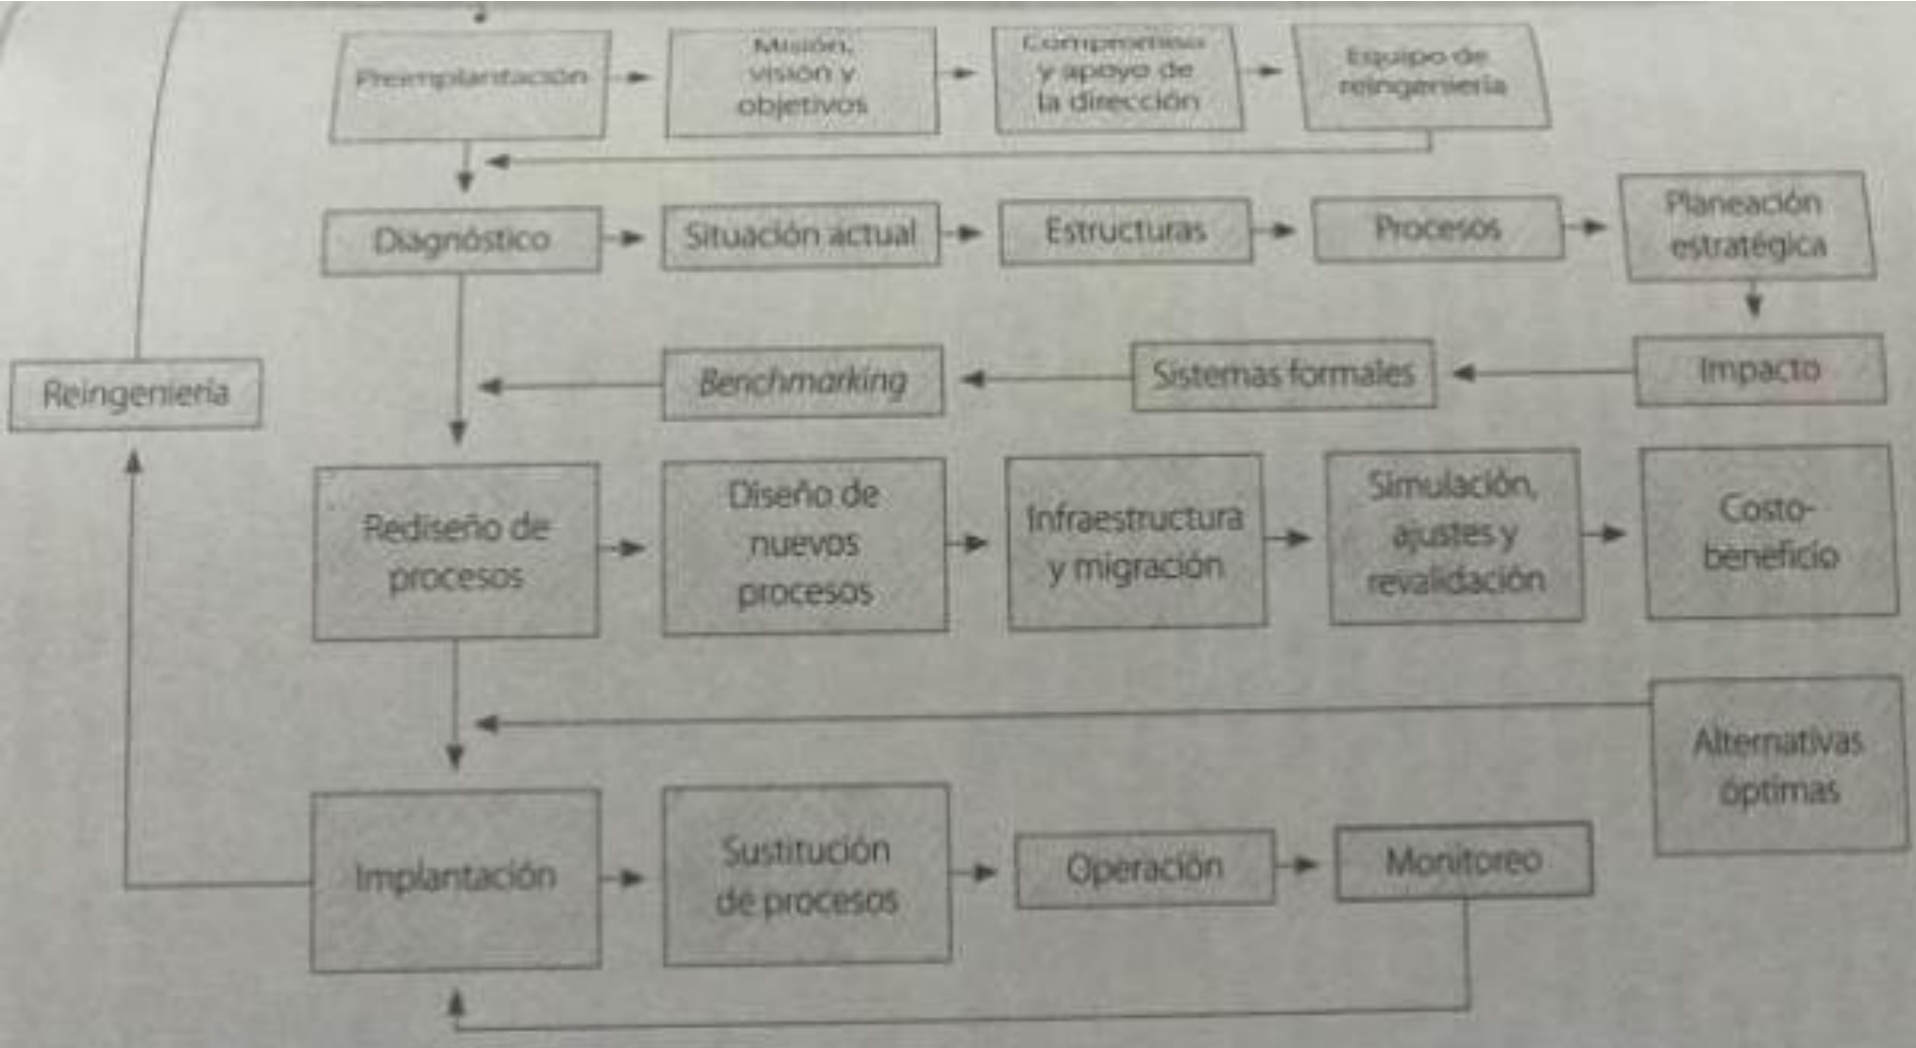 Preimplantación
Misión,
visión y
objetivos
Compromiso
y apoyo de
la dirección
Equipo de
reingeniería
Diagnóstico
Situación actual
Estructuras
Procesos
Planeación
estratégica
Reingeniería
Benchmarking
Sistemas formales
Impacto
Rediseño de
procesos
Diseño de
nuevos
procesos
Infraestructura
y migración
Simulación,
ajustes y
revalidación
Costo-
beneficio
Alternativas
óptimas
Implantación
Sustitución
de procesos
Operación
Monitoreo